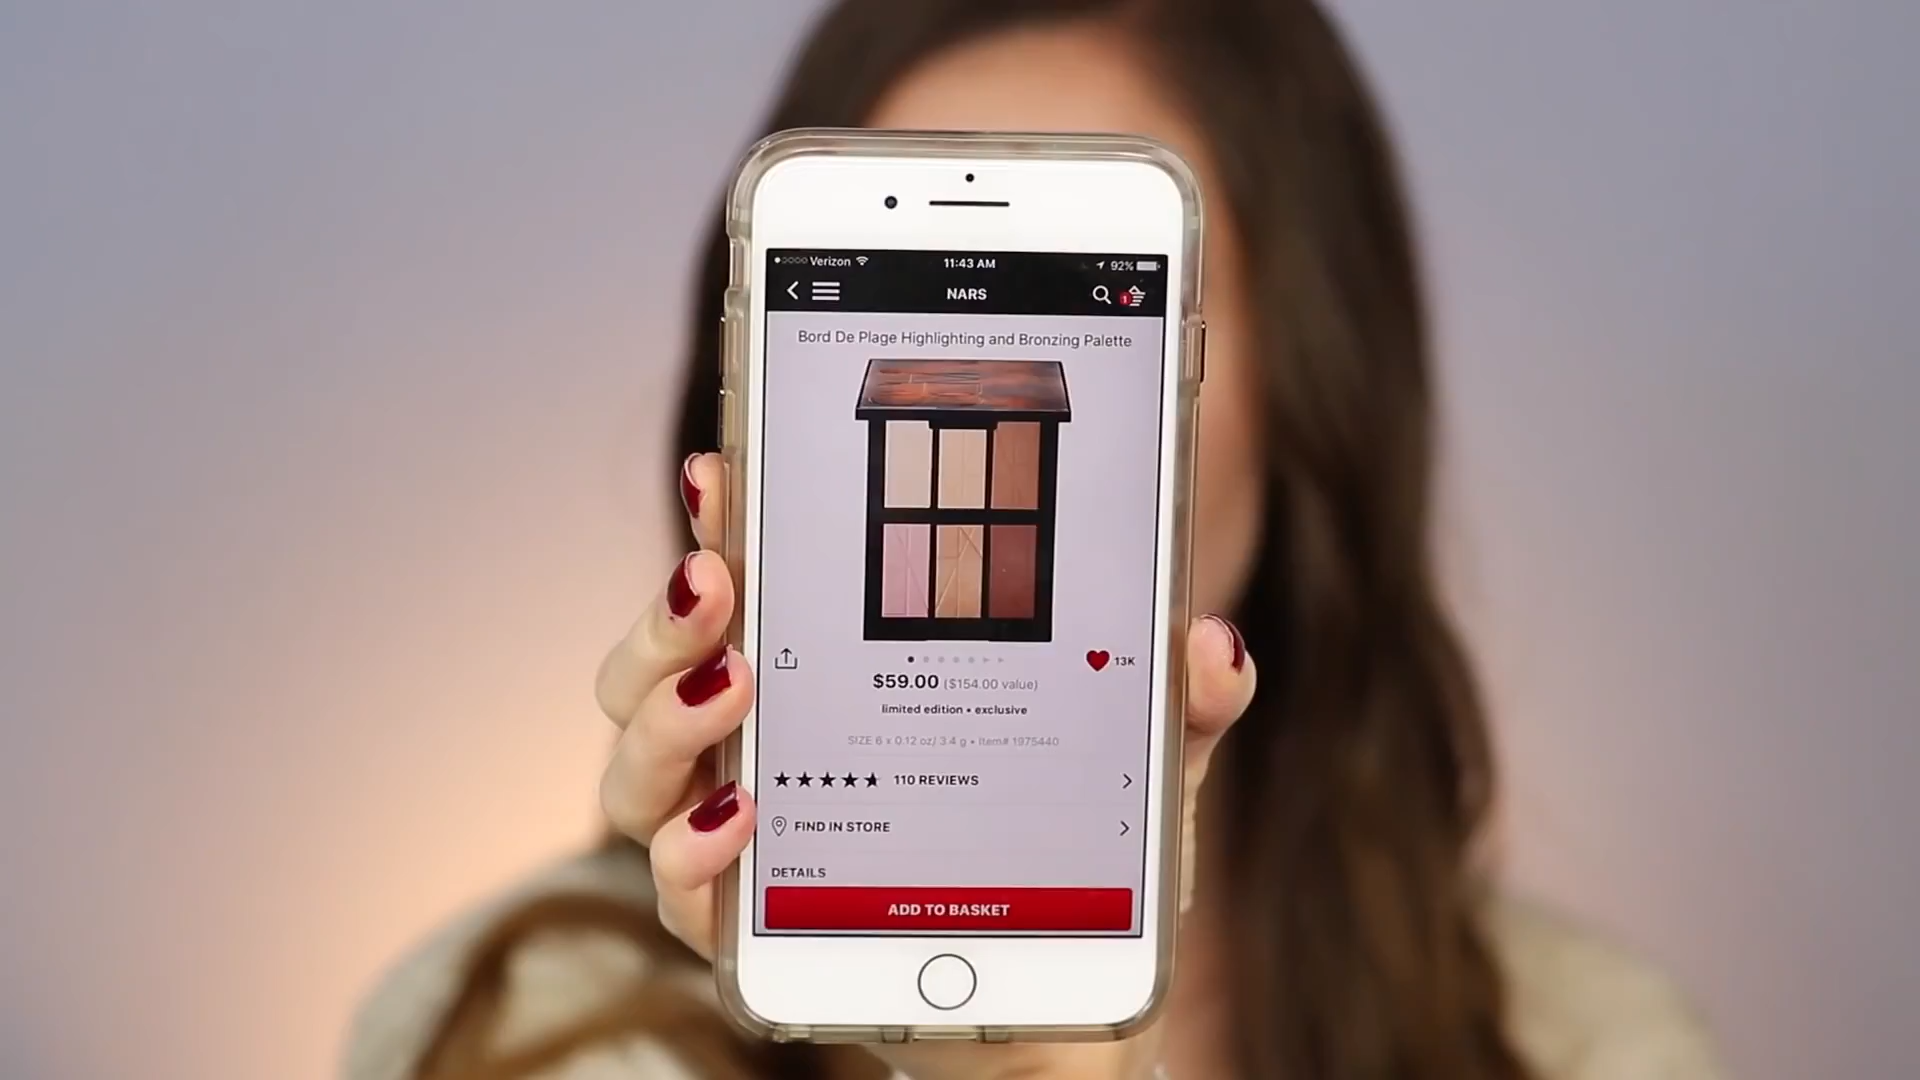 Verizon 11:43 AM 92%
NARS 1
Bord De Plage Highlighting and Bronzing Palette
13K
$59.00 ($154.00 value)
limited edition • exclusive
SIZE 6 x 0.12 oz/ 3.4 g • Item# 1975440
110 REVIEWS
FIND IN STORE
DETAILS
ADD TO BASKET